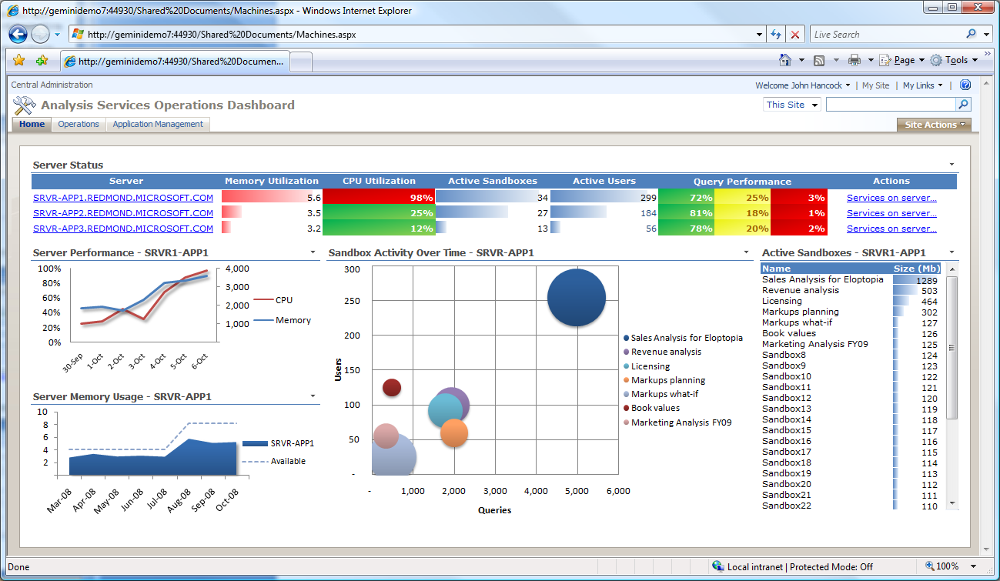 http://geminidemo7:44930/Shared%20Documents/Machines.aspx - Windows Internet Explorer
http://geminidemo7:44930/Shared%20Documents/Machines.aspx
Live Search
http://geminidemo7:44930/Shared%20Documen...
Page Tools
Central Administration
Welcome John Hancock | My Site | My Links |
Analysis Services Operations Dashboard
This Site
Home Operations Application Management
Site Actions
Server Status
Server Memory Utilization CPU Utilization Active Sandboxes Active Users Query Performance Actions
SRVR-APP1.REDMOND.MICROSOFT.COM 5.6 98% 34 299 72% 25% 3% Services on server...
SRVR-APP2.REDMOND.MICROSOFT.COM 3.5 25% 27 184 81% 18% 1% Services on server...
SRVR-APP3.REDMOND.MICROSOFT.COM 3.2 12% 13 56 78% 20% 2% Services on server...
Server Performance - SRVR1-APP1
100%
80%
60%
40%
20%
0%
4,000
3,000
2,000
1,000
CPU
Memory
30-Sep 1-Oct 2-Oct 3-Oct 4-Oct 5-Oct 6-Oct
Server Memory Usage - SRVR-APP1
10
8
6
4
2
-
SRVR-APP1
Available
Mar-08 Apr-08 May-08 Jun-08 Jul-08 Aug-08 Sep-08 Oct-08
Sandbox Activity Over Time - SRVR-APP1
300
250
200
150
100
50
-
Users
- 1,000 2,000 3,000 4,000 5,000 6,000
Queries
Sales Analysis for Eloptopia
Revenue analysis
Licensing
Markups planning
Markups what-if
Book values
Marketing Analysis FY09
Active Sandboxes - SRVR1-APP1
Name Size (Mb)
Sales Analysis for Eloptopia 1289
Revenue analysis 503
Licensing 464
Markups planning 302
Markups what-if 127
Book values 126
Marketing Analysis FY09 125
Sandbox8 124
Sandbox9 123
Sandbox10 122
Sandbox11 121
Sandbox12 120
Sandbox13 119
Sandbox14 118
Sandbox15 117
Sandbox16 116
Sandbox17 115
Sandbox18 114
Sandbox19 113
Sandbox20 112
Sandbox21 111
Sandbox22 110
Done
Local intranet | Protected Mode: Off
100%